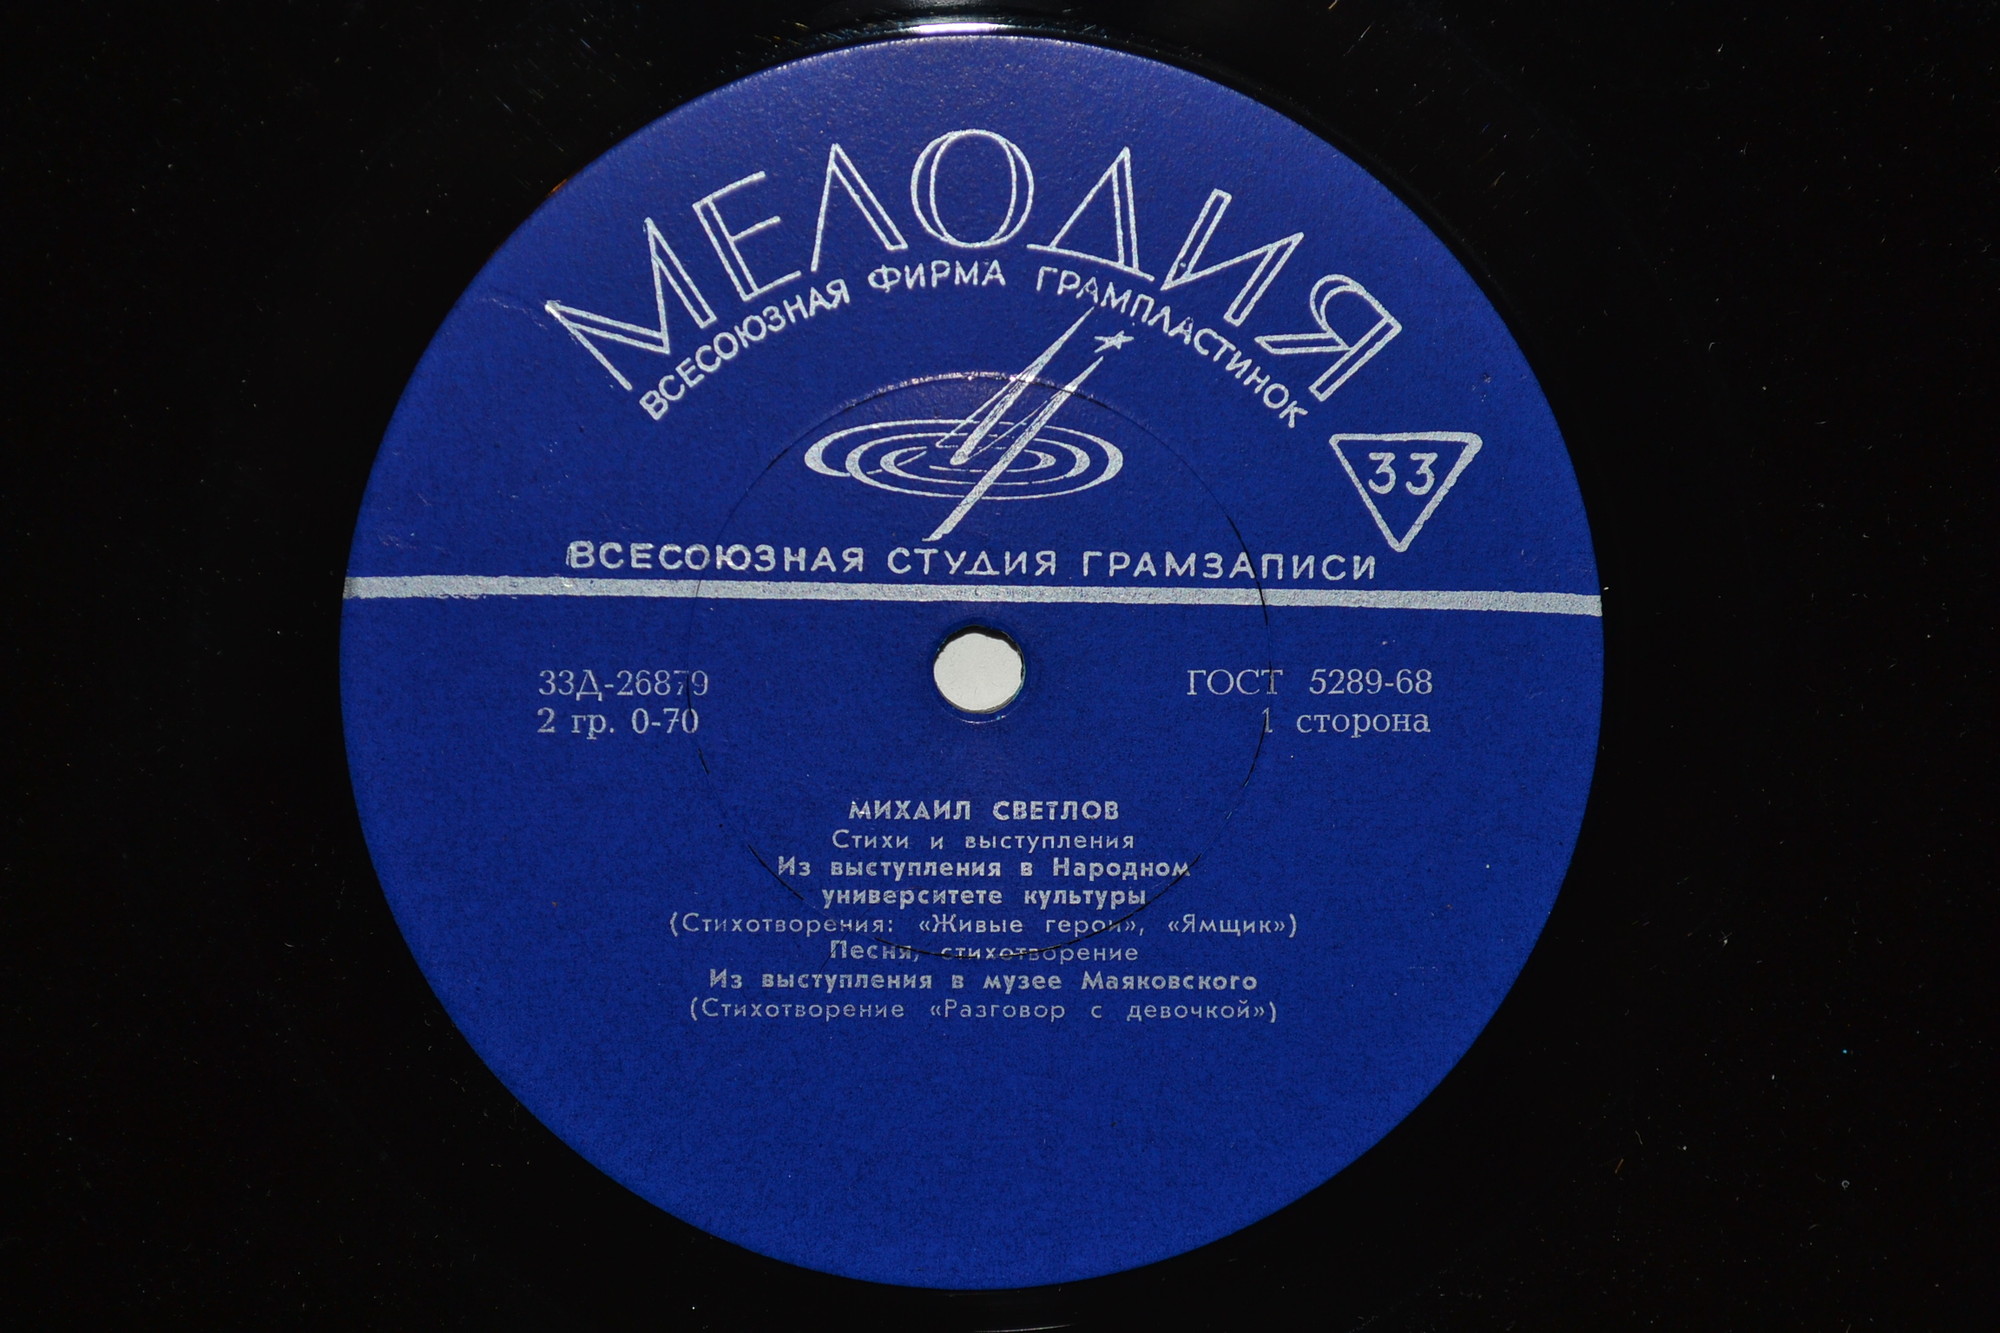 МЕЛОДИЯ
ВСЕСОЮЗНАЯ ФИРМА ГРАМПЛАСТИНОК
33
ВСЕСОЮЗНАЯ СТУДИЯ ГРАМЗАПИСИ
33Д-26879
2 гр. 0-70
ГОСТ 5289-68
1 сторона
МИХАИЛ СВЕТЛОВ
Стихи и выступления
Из выступления в Народном
университете культуры
(Стихотворения: «Живые герои», «Ямщик»)
Песня, стихотворение
Из выступления в музее Маяковского
(Стихотворение «Разговор с девочкой»)